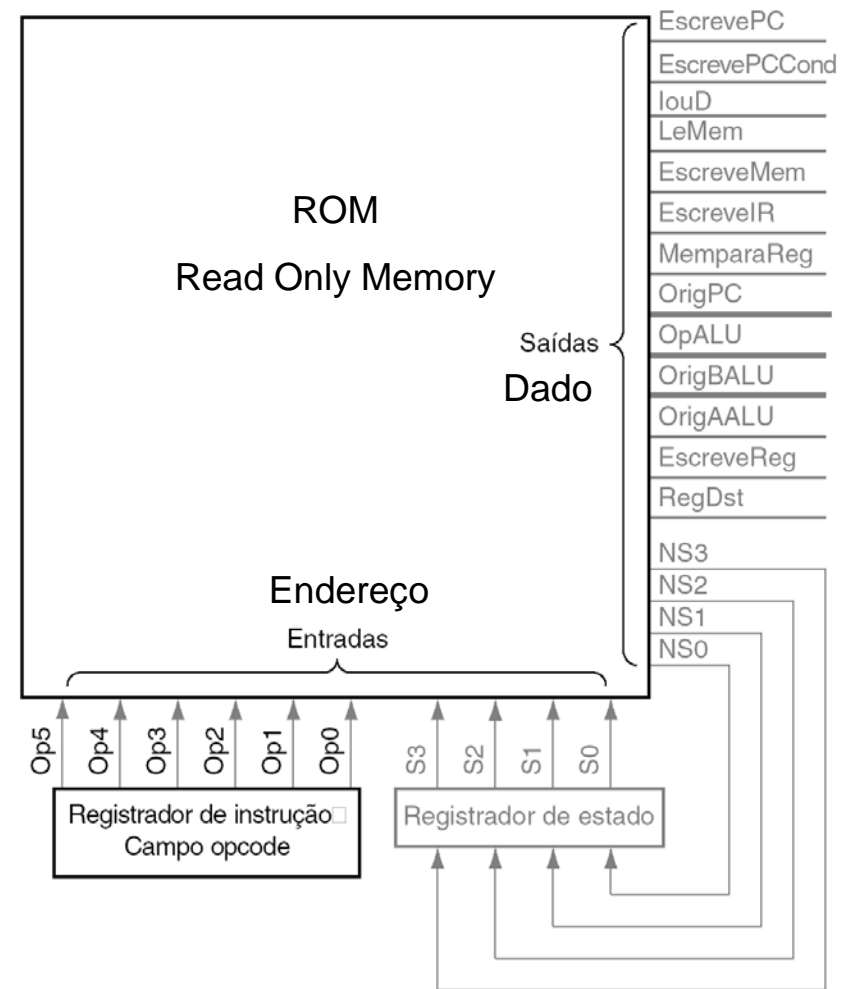 EscrevePC
EscrevePCCond
IouD
LeMem
EscreveMem
EscreveIR
MemparaReg
OrigPC
OpALU
OrigBALU
OrigAALU
EscreveReg
RegDst
NS3
NS2
NS1
NS0
ROM
Read Only Memory
Saídas
Dado
Endereço
Entradas
Op5
Op4
Op3
Op2
Op1
Op0
S3
S2
S1
S0
Registrador de instrução
Campo opcode
Registrador de estado